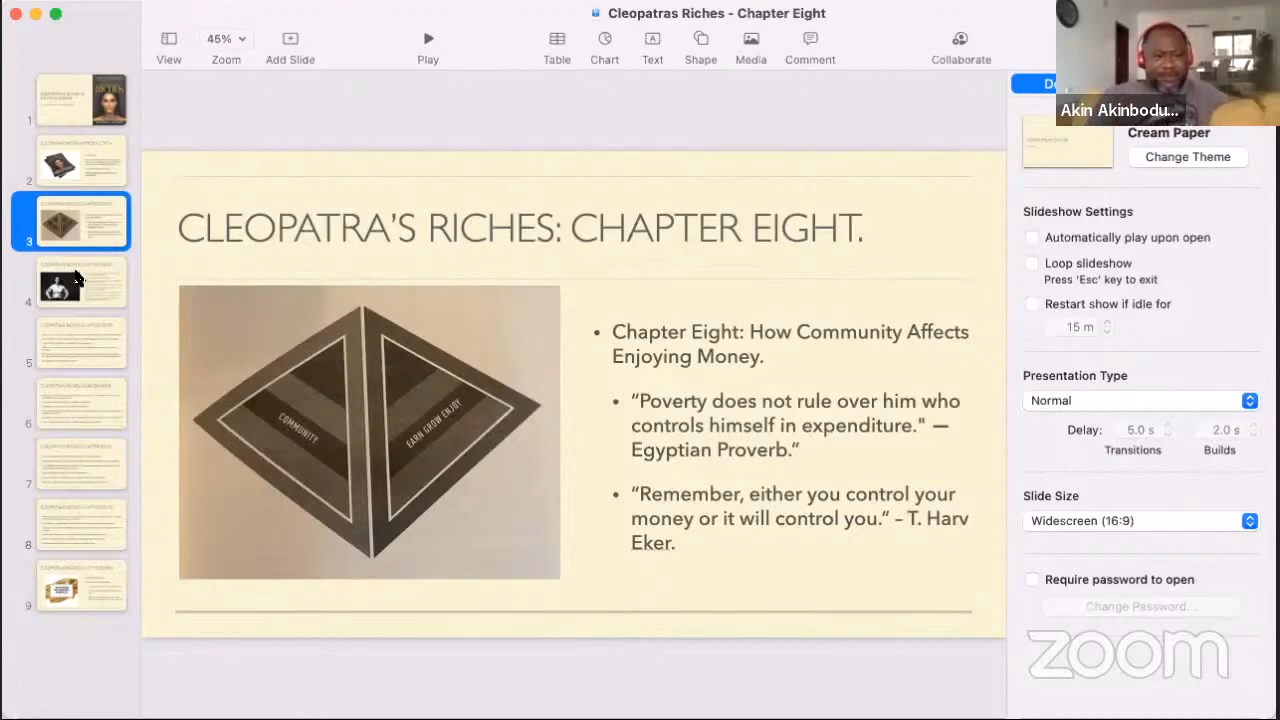 Cleopatras Riches - Chapter Eight
45%
View
Zoom
Add Slide
Play
Table
Chart
Text
Shape
Media
Comment
Collaborate
Akin Akinbodu...
1
2
3
4
5
6
7
8
9
CLEOPATRA’S RICHES: CHAPTER EIGHT.
COMMUNITY
EARN GROW ENJOY
• Chapter Eight: How Community Affects
Enjoying Money.
• “Poverty does not rule over him who
controls himself in expenditure." —
Egyptian Proverb.”
• “Remember, either you control your
money or it will control you.” – T. Harv
Eker.
Cream Paper
Change Theme
Slideshow Settings
Automatically play upon open
Loop slideshow
Press 'Esc' key to exit
Restart show if idle for
15 m
Presentation Type
Normal
Delay:
5.0 s
2.0 s
Transitions
Builds
Slide Size
Widescreen (16:9)
Require password to open
Change Password...
zoom